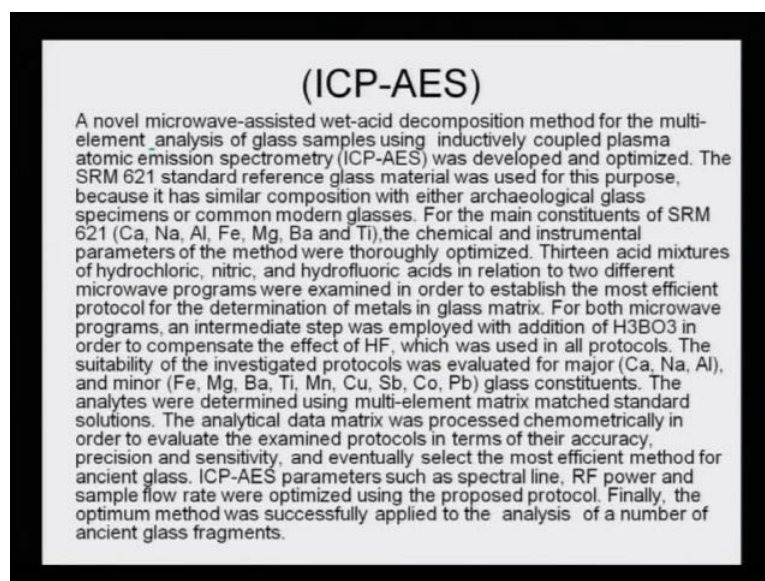 (ICP-AES)
A novel microwave-assisted wet-acid decomposition method for the multi-
element analysis of glass samples using inductively coupled plasma
atomic emission spectrometry (ICP-AES) was developed and optimized. The
SRM 621 standard reference glass material was used for this purpose,
because it has similar composition with either archaeological glass
specimens or common modern glasses. For the main constituents of SRM
621 (Ca, Na, Al, Fe, Mg, Ba and Ti),the chemical and instrumental
parameters of the method were thoroughly optimized. Thirteen acid mixtures
of hydrochloric, nitric, and hydrofluoric acids in relation to two different
microwave programs were examined in order to establish the most efficient
protocol for the determination of metals in glass matrix. For both microwave
programs, an intermediate step was employed with addition of H3BO3 in
order to compensate the effect of HF, which was used in all protocols. The
suitability of the investigated protocols was evaluated for major (Ca, Na, Al),
and minor (Fe, Mg, Ba, Ti, Mn, Cu, Sb, Co, Pb) glass constituents. The
analytes were determined using multi-element matrix matched standard
solutions. The analytical data matrix was processed chemometrically in
order to evaluate the examined protocols in terms of their accuracy,
precision and sensitivity, and eventually select the most efficient method for
ancient glass. ICP-AES parameters such as spectral line, RF power and
sample flow rate were optimized using the proposed protocol. Finally, the
optimum method was successfully applied to the analysis of a number of
ancient glass fragments.